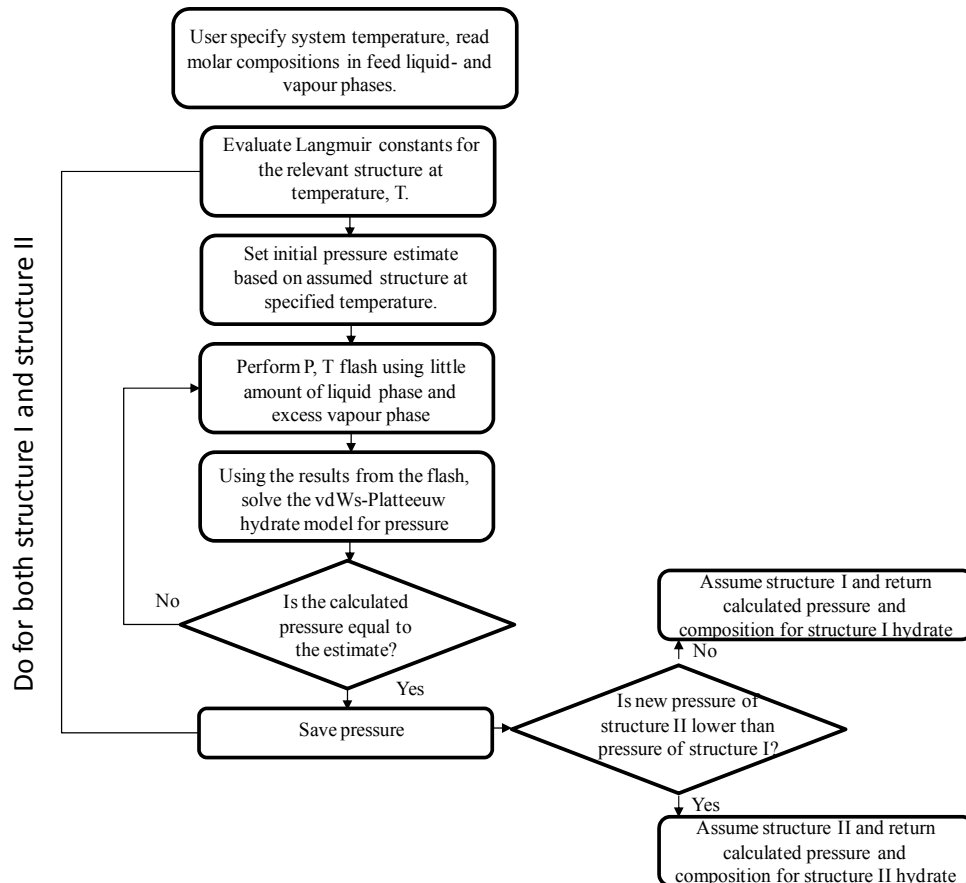 User specify system temperature, read
molar compositions in feed liquid- and
vapour phases.
Evaluate Langmuir constants for
the relevant structure at
temperature, T.
Set initial pressure estimate
based on assumed structure at
specified temperature.
Perform P, T flash using little
amount of liquid phase and
excess vapour phase
Using the results from the flash,
solve the vdWs-Platteeuw
hydrate model for pressure
Is the calculated
pressure equal to
the estimate?
No
Yes
Save pressure
Do for both structure I and structure II
Is new pressure of
structure II lower than
pressure of structure I?
No
Assume structure I and return
calculated pressure and
composition for structure I hydrate
Yes
Assume structure II and return
calculated pressure and
composition for structure II hydrate